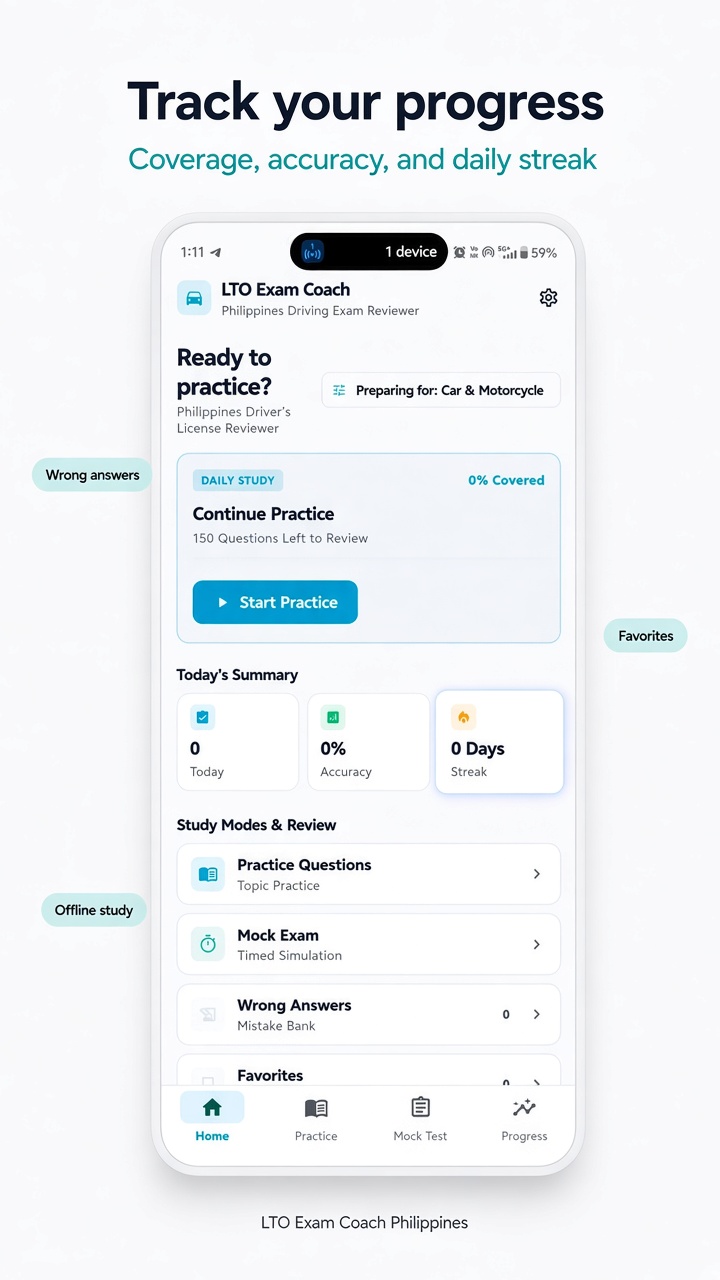 Track your progress
Coverage, accuracy, and daily streak
1:11
1 device
5G+
59%
LTO Exam Coach
Philippines Driving Exam Reviewer
Ready to
practice?
Philippines Driver's
License Reviewer
Preparing for: Car & Motorcycle
Wrong answers
DAILY STUDY
0% Covered
Continue Practice
150 Questions Left to Review
Start Practice
Favorites
Today's Summary
0
Today
0%
Accuracy
0 Days
Streak
Study Modes & Review
Practice Questions
Topic Practice
Offline study
Mock Exam
Timed Simulation
Wrong Answers
Mistake Bank
0
Favorites
Home
Practice
Mock Test
Progress
LTO Exam Coach Philippines